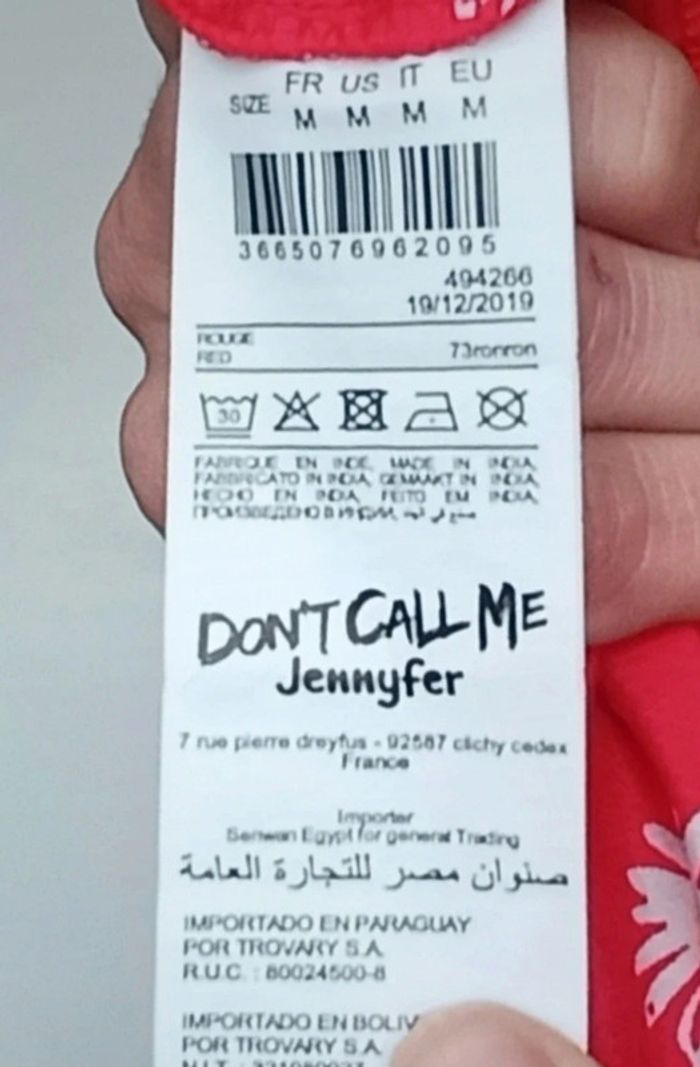 FR US IT EU
SIZE M M M M
3665076962095
494266
19/12/2019
ROUGE
RED 73ronron
30
FABRIQUE EN INDE, MADE IN INDIA,
FABBRICATO IN INDIA, GEMAAKT IN INDIA,
HECHO EN INDIA, FEITO EM INDIA,
DON'T CALL ME
Jennyfer
7 rue pierre dreyfus - 92587 clichy cedex
France
Importer
Senwan Egypt for general Trading
صنوان مصر للتجارة العامة
IMPORTADO EN PARAGUAY
POR TROVARY S.A
R.U.C. : 80024500-8
IMPORTADO EN BOLIV
POR TROVARY S.A